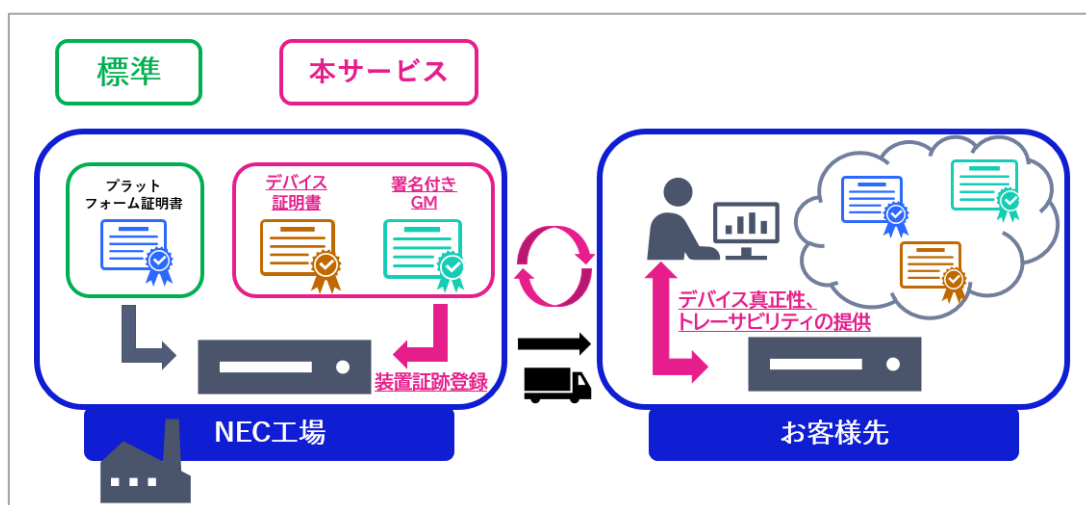 標準
本サービス
プラット
フォーム証明書
デバイス
証明書
署名付き
GM
装置証跡登録
デバイス真正性、
トレーサビリティの提供
NEC工場
お客様先